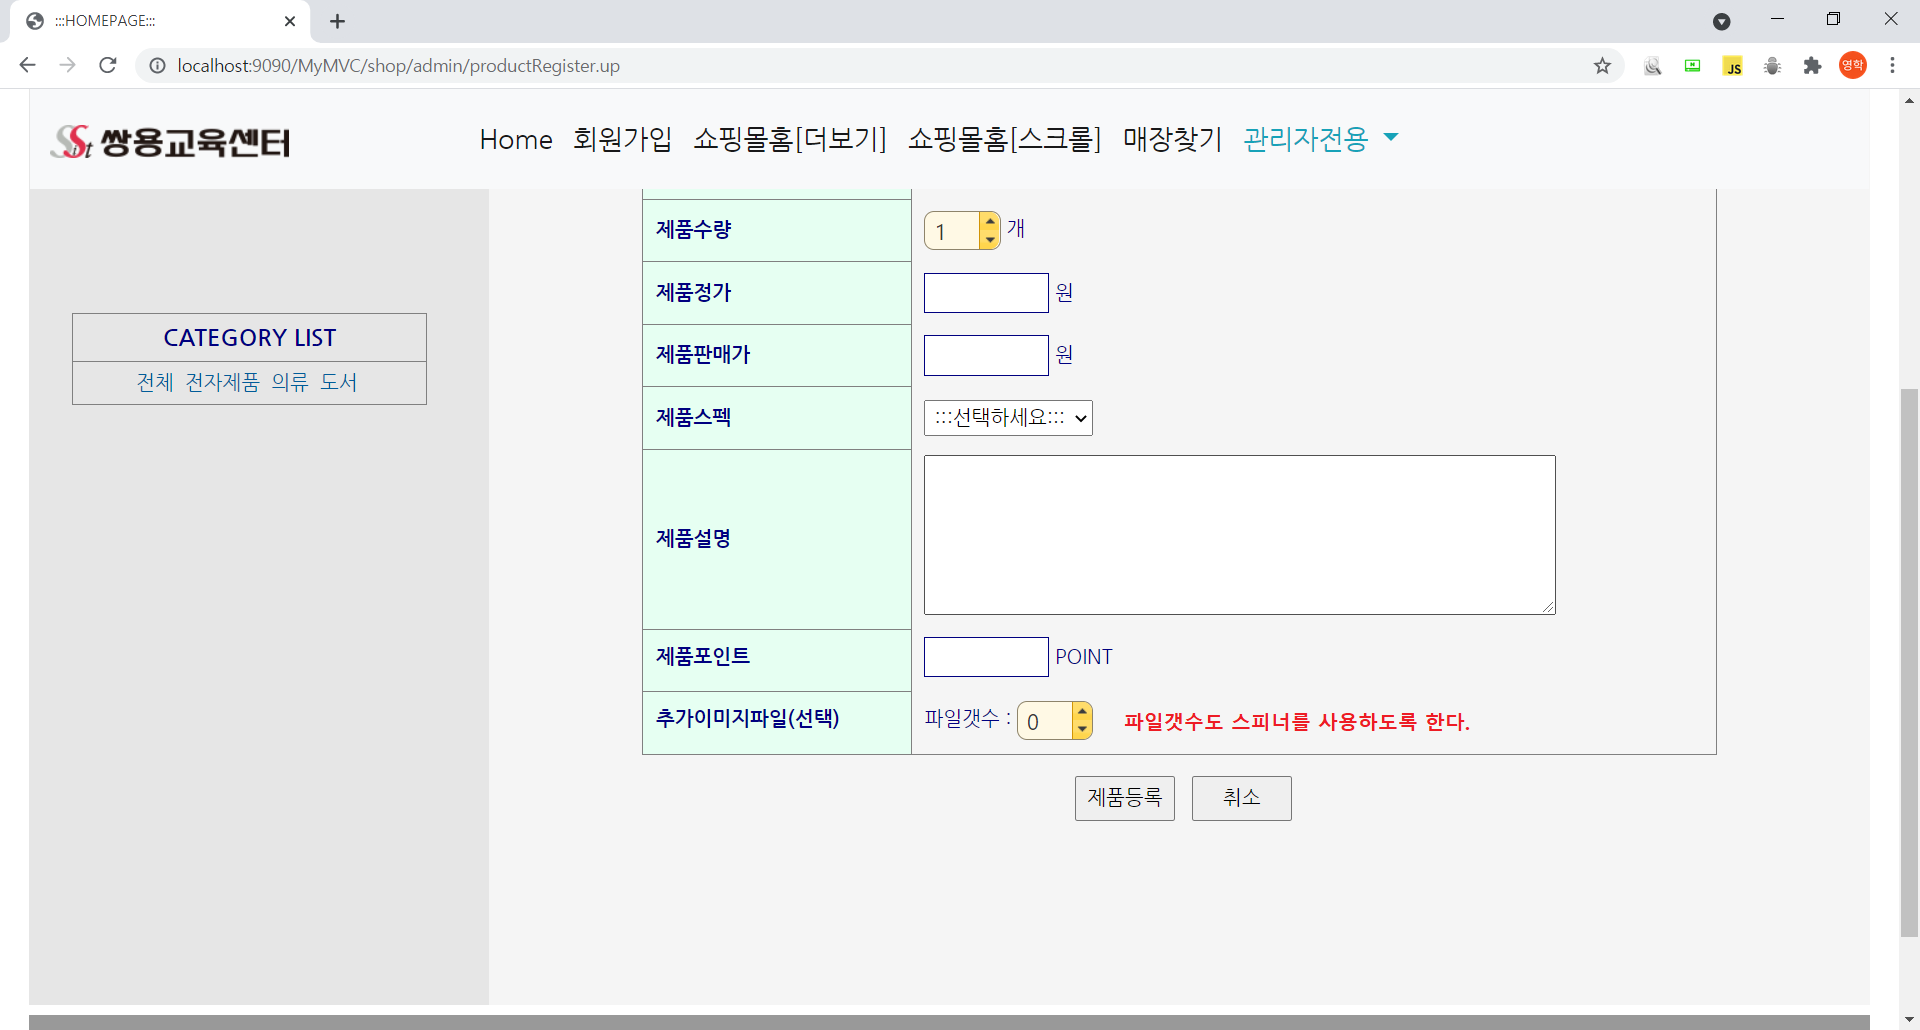 :::HOMEPAGE:::
localhost:9090/MyMVC/shop/admin/productRegister.up
JS
영학
SiSt 쌍용교육센터 Home 회원가입 쇼핑몰홈[더보기] 쇼핑몰홈[스크롤] 매장찾기 관리자전용
CATEGORY LIST
전체 전자제품 의류 도서
제품수량 1 개
제품정가 원
제품판매가 원
제품스펙 :::선택하세요:::
제품설명
제품포인트 POINT
추가이미지파일(선택) 파일갯수 : 0 파일갯수도 스피너를 사용하도록 한다.
제품등록 취소